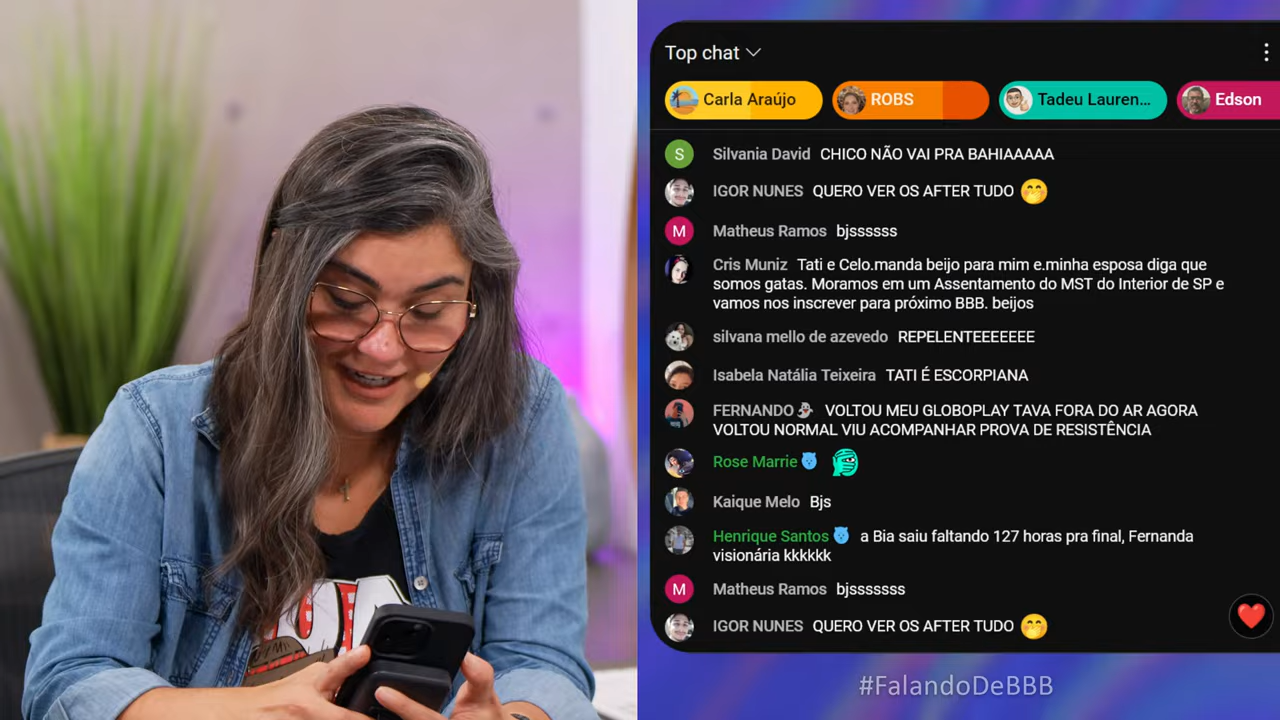 Top chat
Carla Araújo
ROBS
Tadeu Lauren...
Edson
Silvania David CHICO NÃO VAI PRA BAHIAAAAA
IGOR NUNES QUERO VER OS AFTER TUDO 🤭
Matheus Ramos bjssssss
Cris Muniz Tati e Celo.manda beijo para mim e.minha esposa diga que
somos gatas. Moramos em um Assentamento do MST do Interior de SP e
vamos nos inscrever para próximo BBB. beijos
silvana mello de azevedo REPELENTEEEEEEE
Isabela Natália Teixeira TATI É ESCORPIANA
FERNANDO👻 VOLTOU MEU GLOBOPLAY TAVA FORA DO AR AGORA
VOLTOU NORMAL VIU ACOMPANHAR PROVA DE RESISTÊNCIA
Rose Marrie
Kaique Melo Bjs
Henrique Santos a Bia saiu faltando 127 horas pra final, Fernanda
visionária kkkkkk
M Matheus Ramos bjsssssss
IGOR NUNES QUERO VER OS AFTER TUDO 🤭
#FalandoDeBBB